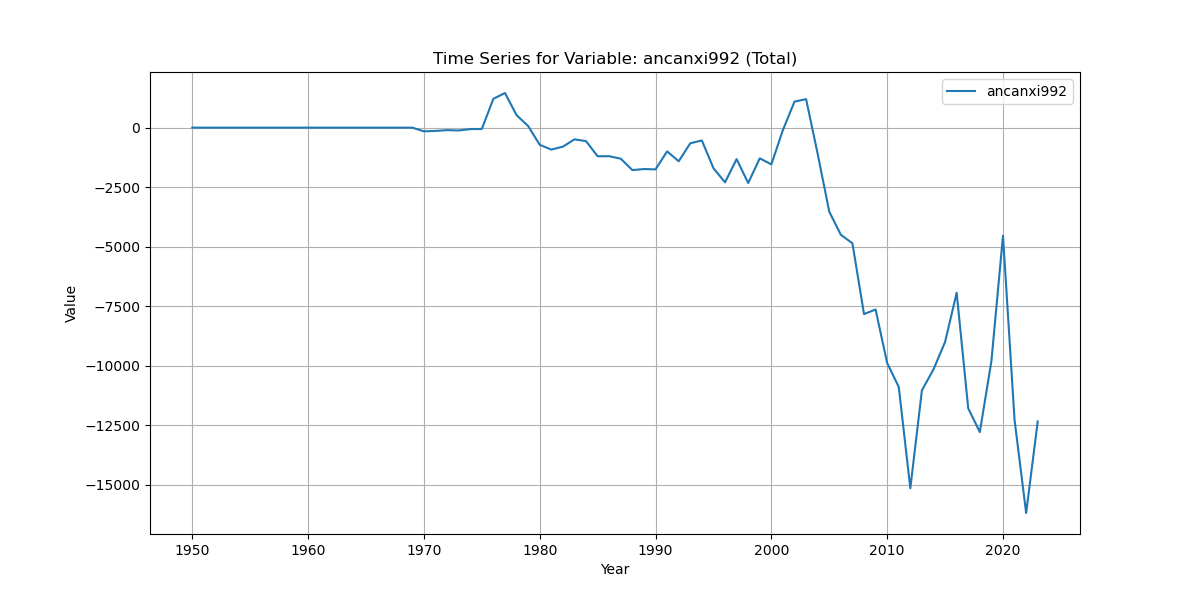 Time Series for Variable: ancanxi992 (Total)
ancanxi992
Value
0
−2500
−5000
−7500
−10000
−12500
−15000
1950 1960 1970 1980 1990 2000 2010 2020
Year